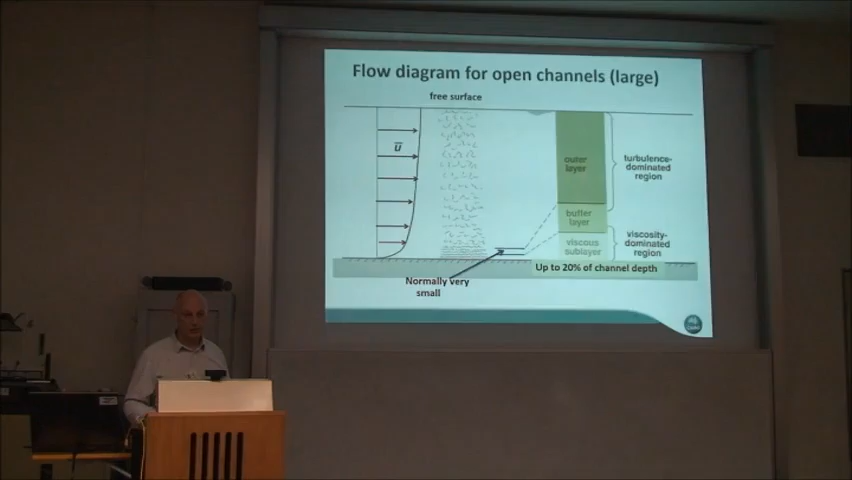 Flow diagram for open channels (large)
free surface
u̅
outer
layer
turbulence-
dominated
region
buffer
layer
viscous
sublayer
viscosity-
dominated
region
Up to 20% of channel depth
Normally very
small